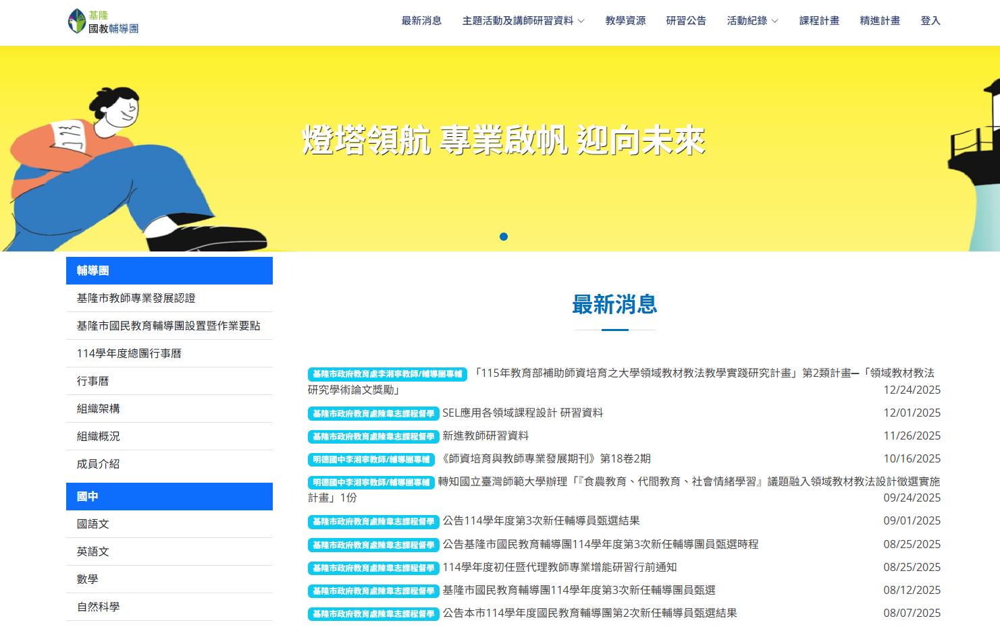 基隆
國教輔導團
最新消息 主題活動及講師研習資料 教學資源 研習公告 活動紀錄 課程計畫 精進計畫 登入
燈塔領航 專業啟帆 迎向未來
輔導團
基隆市教師專業發展認證
基隆市國民教育輔導團設置暨作業要點
114學年度總團行事曆
行事曆
組織架構
組織概況
成員介紹
國中
國語文
英語文
數學
自然科學
最新消息
基隆市政府教育處李湘寧教師/輔導團專輔 「115年教育部補助師資培育之大學領域教材教法教學實踐研究計畫」第2類計畫—「領域教材教法
研究學術論文獎勵」 12/24/2025
基隆市政府教育處陳韋志課程督學 SEL應用各領域課程設計 研習資料 12/01/2025
基隆市政府教育處陳韋志課程督學 新進教師研習資料 11/26/2025
明德國中李湘寧教師/輔導團專輔 《師資培育與教師專業發展期刊》第18卷2期 10/16/2025
明德國中李湘寧教師/輔導團專輔 轉知國立臺灣師範大學辦理「『食農教育、代間教育、社會情緒學習』議題融入領域教材教法設計徵選實施
計畫」1份 09/24/2025
基隆市政府教育處陳韋志課程督學 公告114學年度第3次新任輔導員甄選結果 09/01/2025
基隆市政府教育處陳韋志課程督學 公告基隆市國民教育輔導團114學年度第3次新任輔導團員甄選時程 08/25/2025
基隆市政府教育處陳韋志課程督學 114學年度初任暨代理教師專業增能研習行前通知 08/25/2025
基隆市政府教育處陳韋志課程督學 基隆市國民教育輔導團114學年度第3次新任輔導團員甄選 08/12/2025
基隆市政府教育處陳韋志課程督學 公告本市114學年度國民教育輔導團第2次新任輔導員甄選結果 08/07/2025